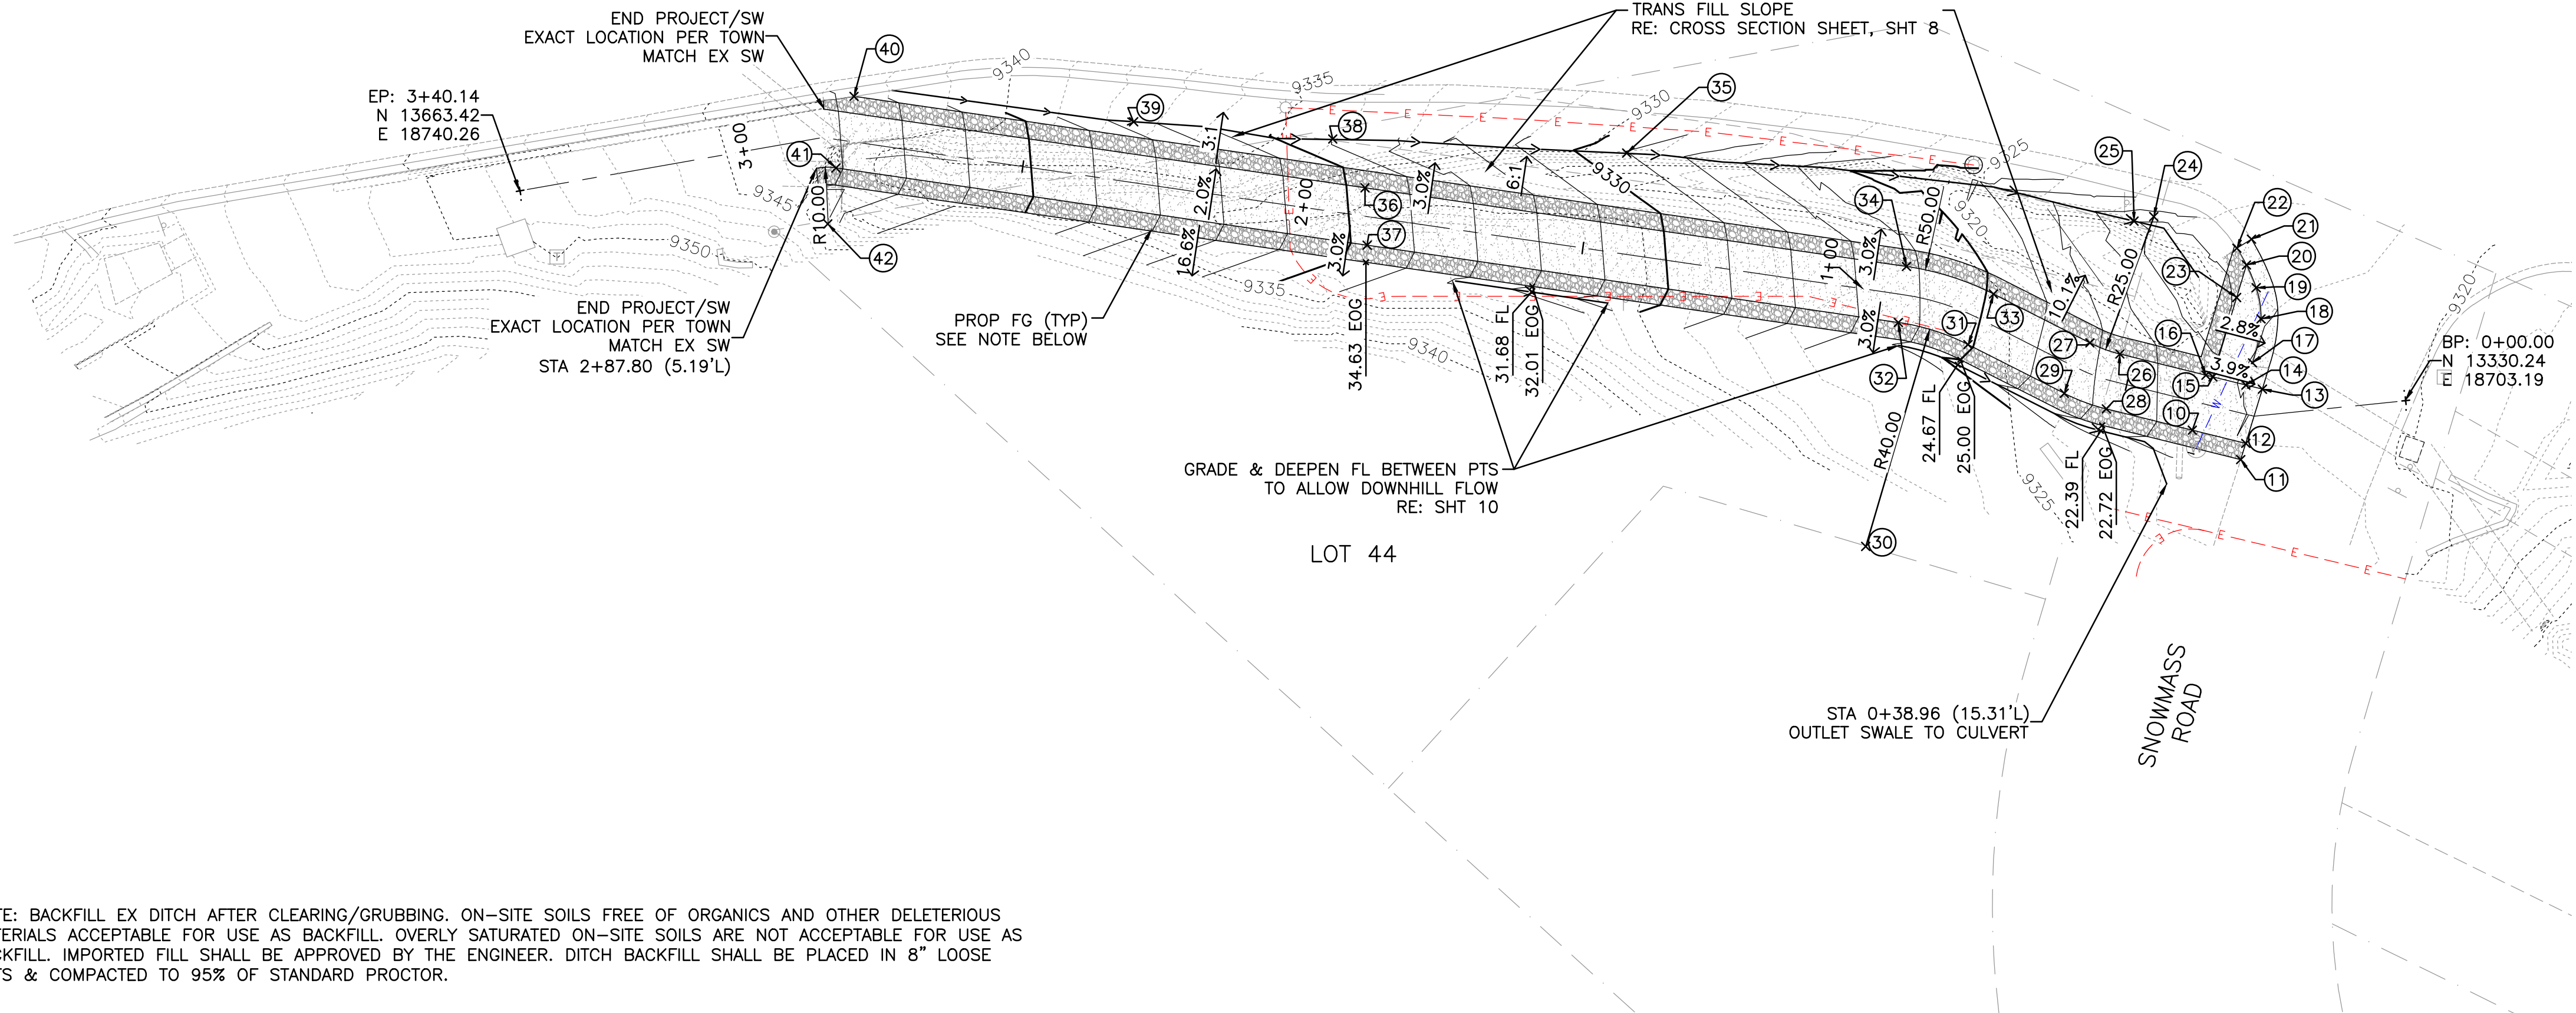 END PROJECT/SW
EXACT LOCATION PER TOWN
MATCH EX SW
40
TRANS FILL SLOPE
RE: CROSS SECTION SHEET, SHT 8
EP: 3+40.14
N 13663.42
E 18740.26
9340
9335
9330
9325
39
38
35
25
24
3+00
41
3:1
2.0%
2+00
36
3.0%
6:1
9330
34
R50.00
9320
22
21
20
23
19
18
9345
R10.00
42
9350
16.6%
3.0%
37
1+00
3.0%
10.1%
R25.00
33
16
2.8%
17
BP: 0+00.00
N 13330.24
E 18703.19
9320
END PROJECT/SW
EXACT LOCATION PER TOWN
MATCH EX SW
STA 2+87.80 (5.19'L)
PROP FG (TYP)
SEE NOTE BELOW
9335
9340
34.63 EOG
31.68 FL
32.01 EOG
3.0%
31
32
27
29
26
28
15
3.9%
14
13
10
12
11
W
E
GRADE & DEEPEN FL BETWEEN PTS
TO ALLOW DOWNHILL FLOW
RE: SHT 10
R40.00
24.67 FL
25.00 EOG
9325
22.39 FL
22.72 EOG
30
LOT 44
STA 0+38.96 (15.31'L)
OUTLET SWALE TO CULVERT
SNOWMASS
ROAD
TE: BACKFILL EX DITCH AFTER CLEARING/GRUBBING. ON-SITE SOILS FREE OF ORGANICS AND OTHER DELETERIOUS
TERIALS ACCEPTABLE FOR USE AS BACKFILL. OVERLY SATURATED ON-SITE SOILS ARE NOT ACCEPTABLE FOR USE AS
CKFILL. IMPORTED FILL SHALL BE APPROVED BY THE ENGINEER. DITCH BACKFILL SHALL BE PLACED IN 8" LOOSE
TS & COMPACTED TO 95% OF STANDARD PROCTOR.